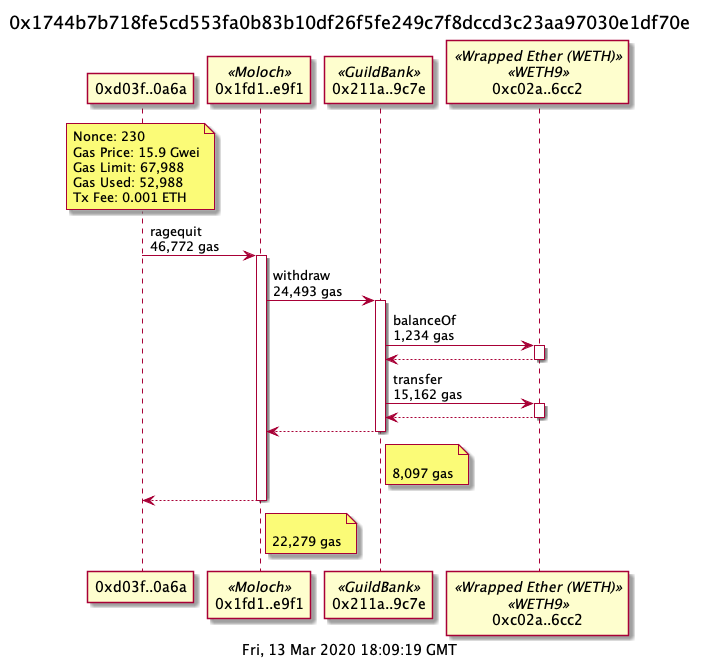 0x1744b7b718fe5cd553fa0b83b10df26f5fe249c7f8dccd3c23aa97030e1df70e
0xd03f..0a6a
«Moloch»
0x1fd1..e9f1
«GuildBank»
0x211a..9c7e
«Wrapped Ether (WETH)»
«WETH9»
0xc02a..6cc2
Nonce: 230
Gas Price: 15.9 Gwei
Gas Limit: 67,988
Gas Used: 52,988
Tx Fee: 0.001 ETH
ragequit
46,772 gas
withdraw
24,493 gas
balanceOf
1,234 gas
transfer
15,162 gas
8,097 gas
22,279 gas
0xd03f..0a6a
«Moloch»
0x1fd1..e9f1
«GuildBank»
0x211a..9c7e
«Wrapped Ether (WETH)»
«WETH9»
0xc02a..6cc2
Fri, 13 Mar 2020 18:09:19 GMT